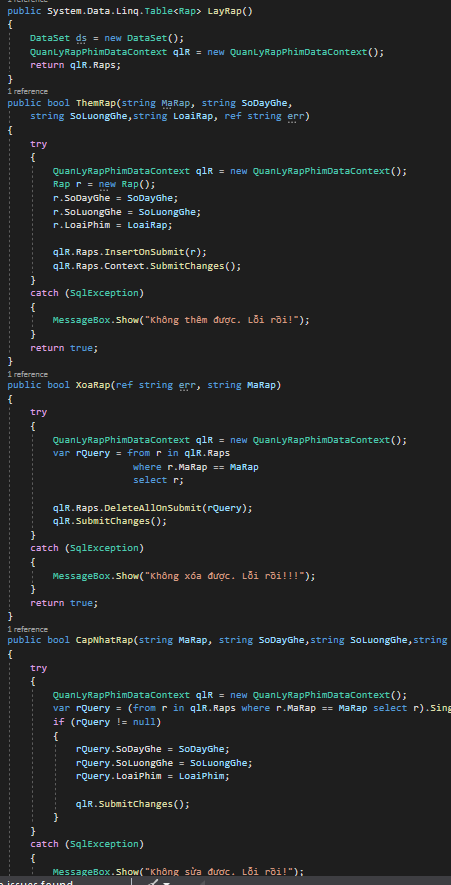 public System.Data.Linq.Table<Rap> LayRap()
{
DataSet ds = new DataSet();
QuanLyRapPhimDataContext qlR = new QuanLyRapPhimDataContext();
return qlR.Raps;
}
1 reference
public bool ThemRap(string MaRap, string SoDayGhe,
string SoLuongGhe,string LoaiRap, ref string err)
{
try
{
QuanLyRapPhimDataContext qlR = new QuanLyRapPhimDataContext();
Rap r = new Rap();
r.SoDayGhe = SoDayGhe;
r.SoLuongGhe = SoLuongGhe;
r.LoaiPhim = LoaiRap;
qlR.Raps.InsertOnSubmit(r);
qlR.Raps.Context.SubmitChanges();
}
catch (SqlException)
{
MessageBox.Show("Không thêm được. Lỗi rồi!");
}
return true;
}
1 reference
public bool XoaRap(ref string err, string MaRap)
{
try
{
QuanLyRapPhimDataContext qlR = new QuanLyRapPhimDataContext();
var rQuery = from r in qlR.Raps
where r.MaRap == MaRap
select r;
qlR.Raps.DeleteAllOnSubmit(rQuery);
qlR.SubmitChanges();
}
catch (SqlException)
{
MessageBox.Show("Không xóa được. Lỗi rồi!!!");
}
return true;
}
1 reference
public bool CapNhatRap(string MaRap, string SoDayGhe,string SoLuongGhe,string
{
try
{
QuanLyRapPhimDataContext qlR = new QuanLyRapPhimDataContext();
var rQuery = (from r in qlR.Raps where r.MaRap == MaRap select r).Sing
if (rQuery != null)
{
rQuery.SoDayGhe = SoDayGhe;
rQuery.SoLuongGhe = SoLuongGhe;
rQuery.LoaiPhim = LoaiPhim;
qlR.SubmitChanges();
}
}
catch (SqlException)
{
MessageBox.Show("Không sửa được. Lỗi rồi!");
issues found